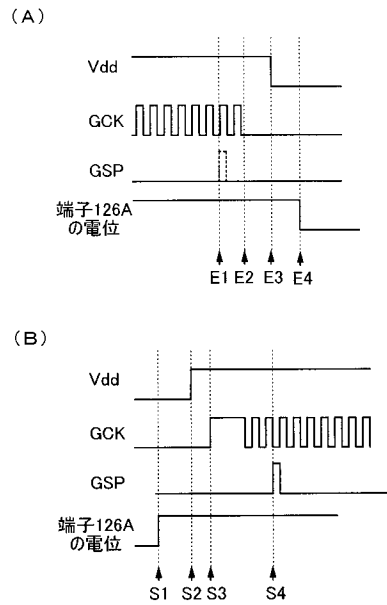 (A)
Vdd
GCK
GSP
端子126A
の電位
E1 E2 E3 E4
(B)
Vdd
GCK
GSP
端子126A
の電位
S1 S2 S3 S4